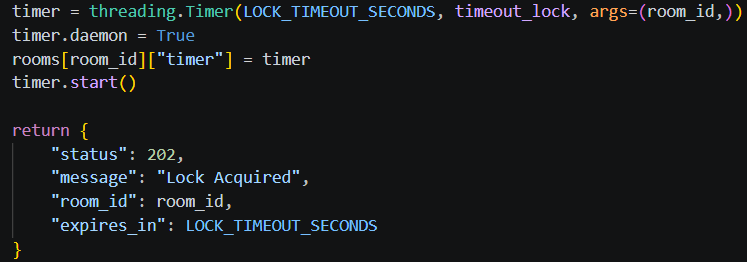 timer = threading.Timer(LOCK_TIMEOUT_SECONDS, timeout_lock, args=(room_id,))
timer.daemon = True
rooms[room_id]["timer"] = timer
timer.start()

return {
    "status": 202,
    "message": "Lock Acquired",
    "room_id": room_id,
    "expires_in": LOCK_TIMEOUT_SECONDS
}